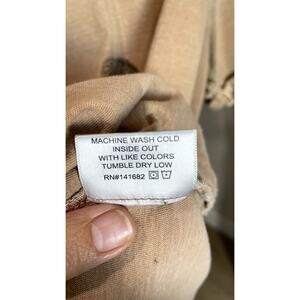 MACHINE WASH COLD
INSIDE OUT
WITH LIKE COLORS
TUMBLE DRY LOW
RN#141682